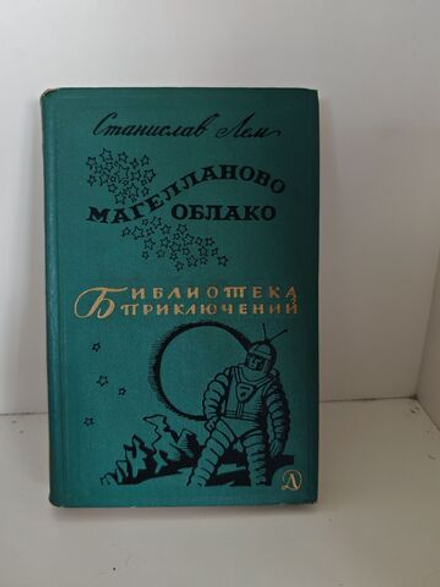 Станислав Лем
МАГЕЛЛАНОВО
ОБЛАКО
БИБЛИОТЕКА
ПРИКЛЮЧЕНИЙ
Д